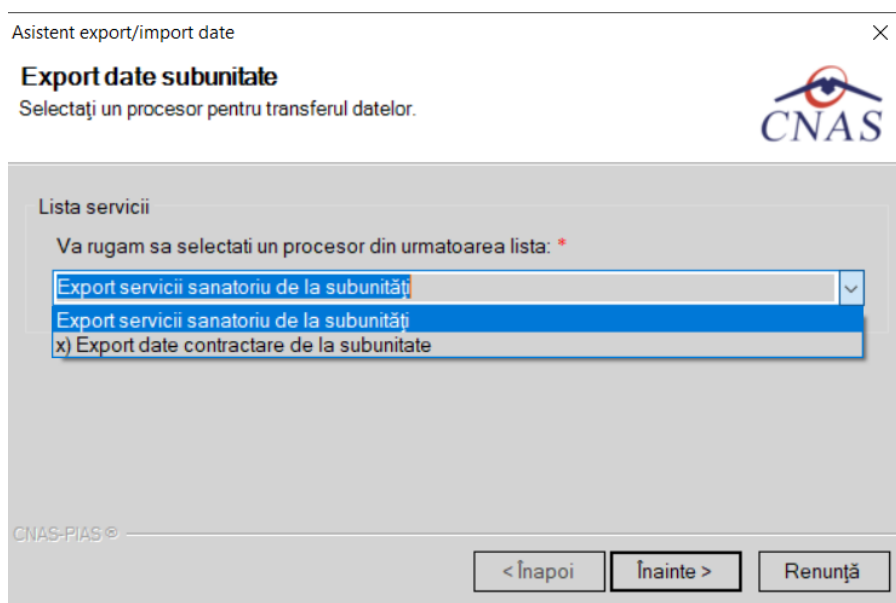 Asistent export/import date
Export date subunitate
Selectați un procesor pentru transferul datelor.
CNAS
Lista servicii
Va rugam sa selectati un procesor din urmatoarea lista: *
Export servicii sanatoriu de la subunități
Export servicii sanatoriu de la subunități
x) Export date contractare de la subunitate
CNAS-PIAS ®
< Înapoi
Înainte >
Renunță